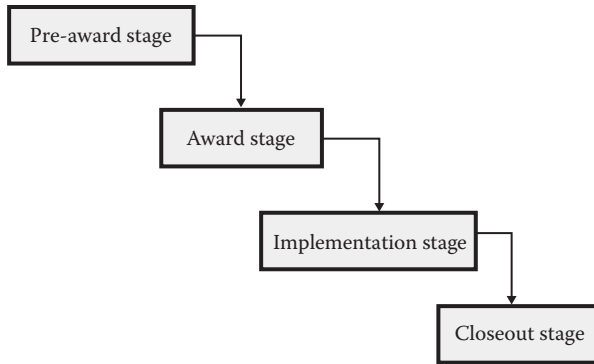 Pre-award stage
Award stage
Implementation stage
Closeout stage